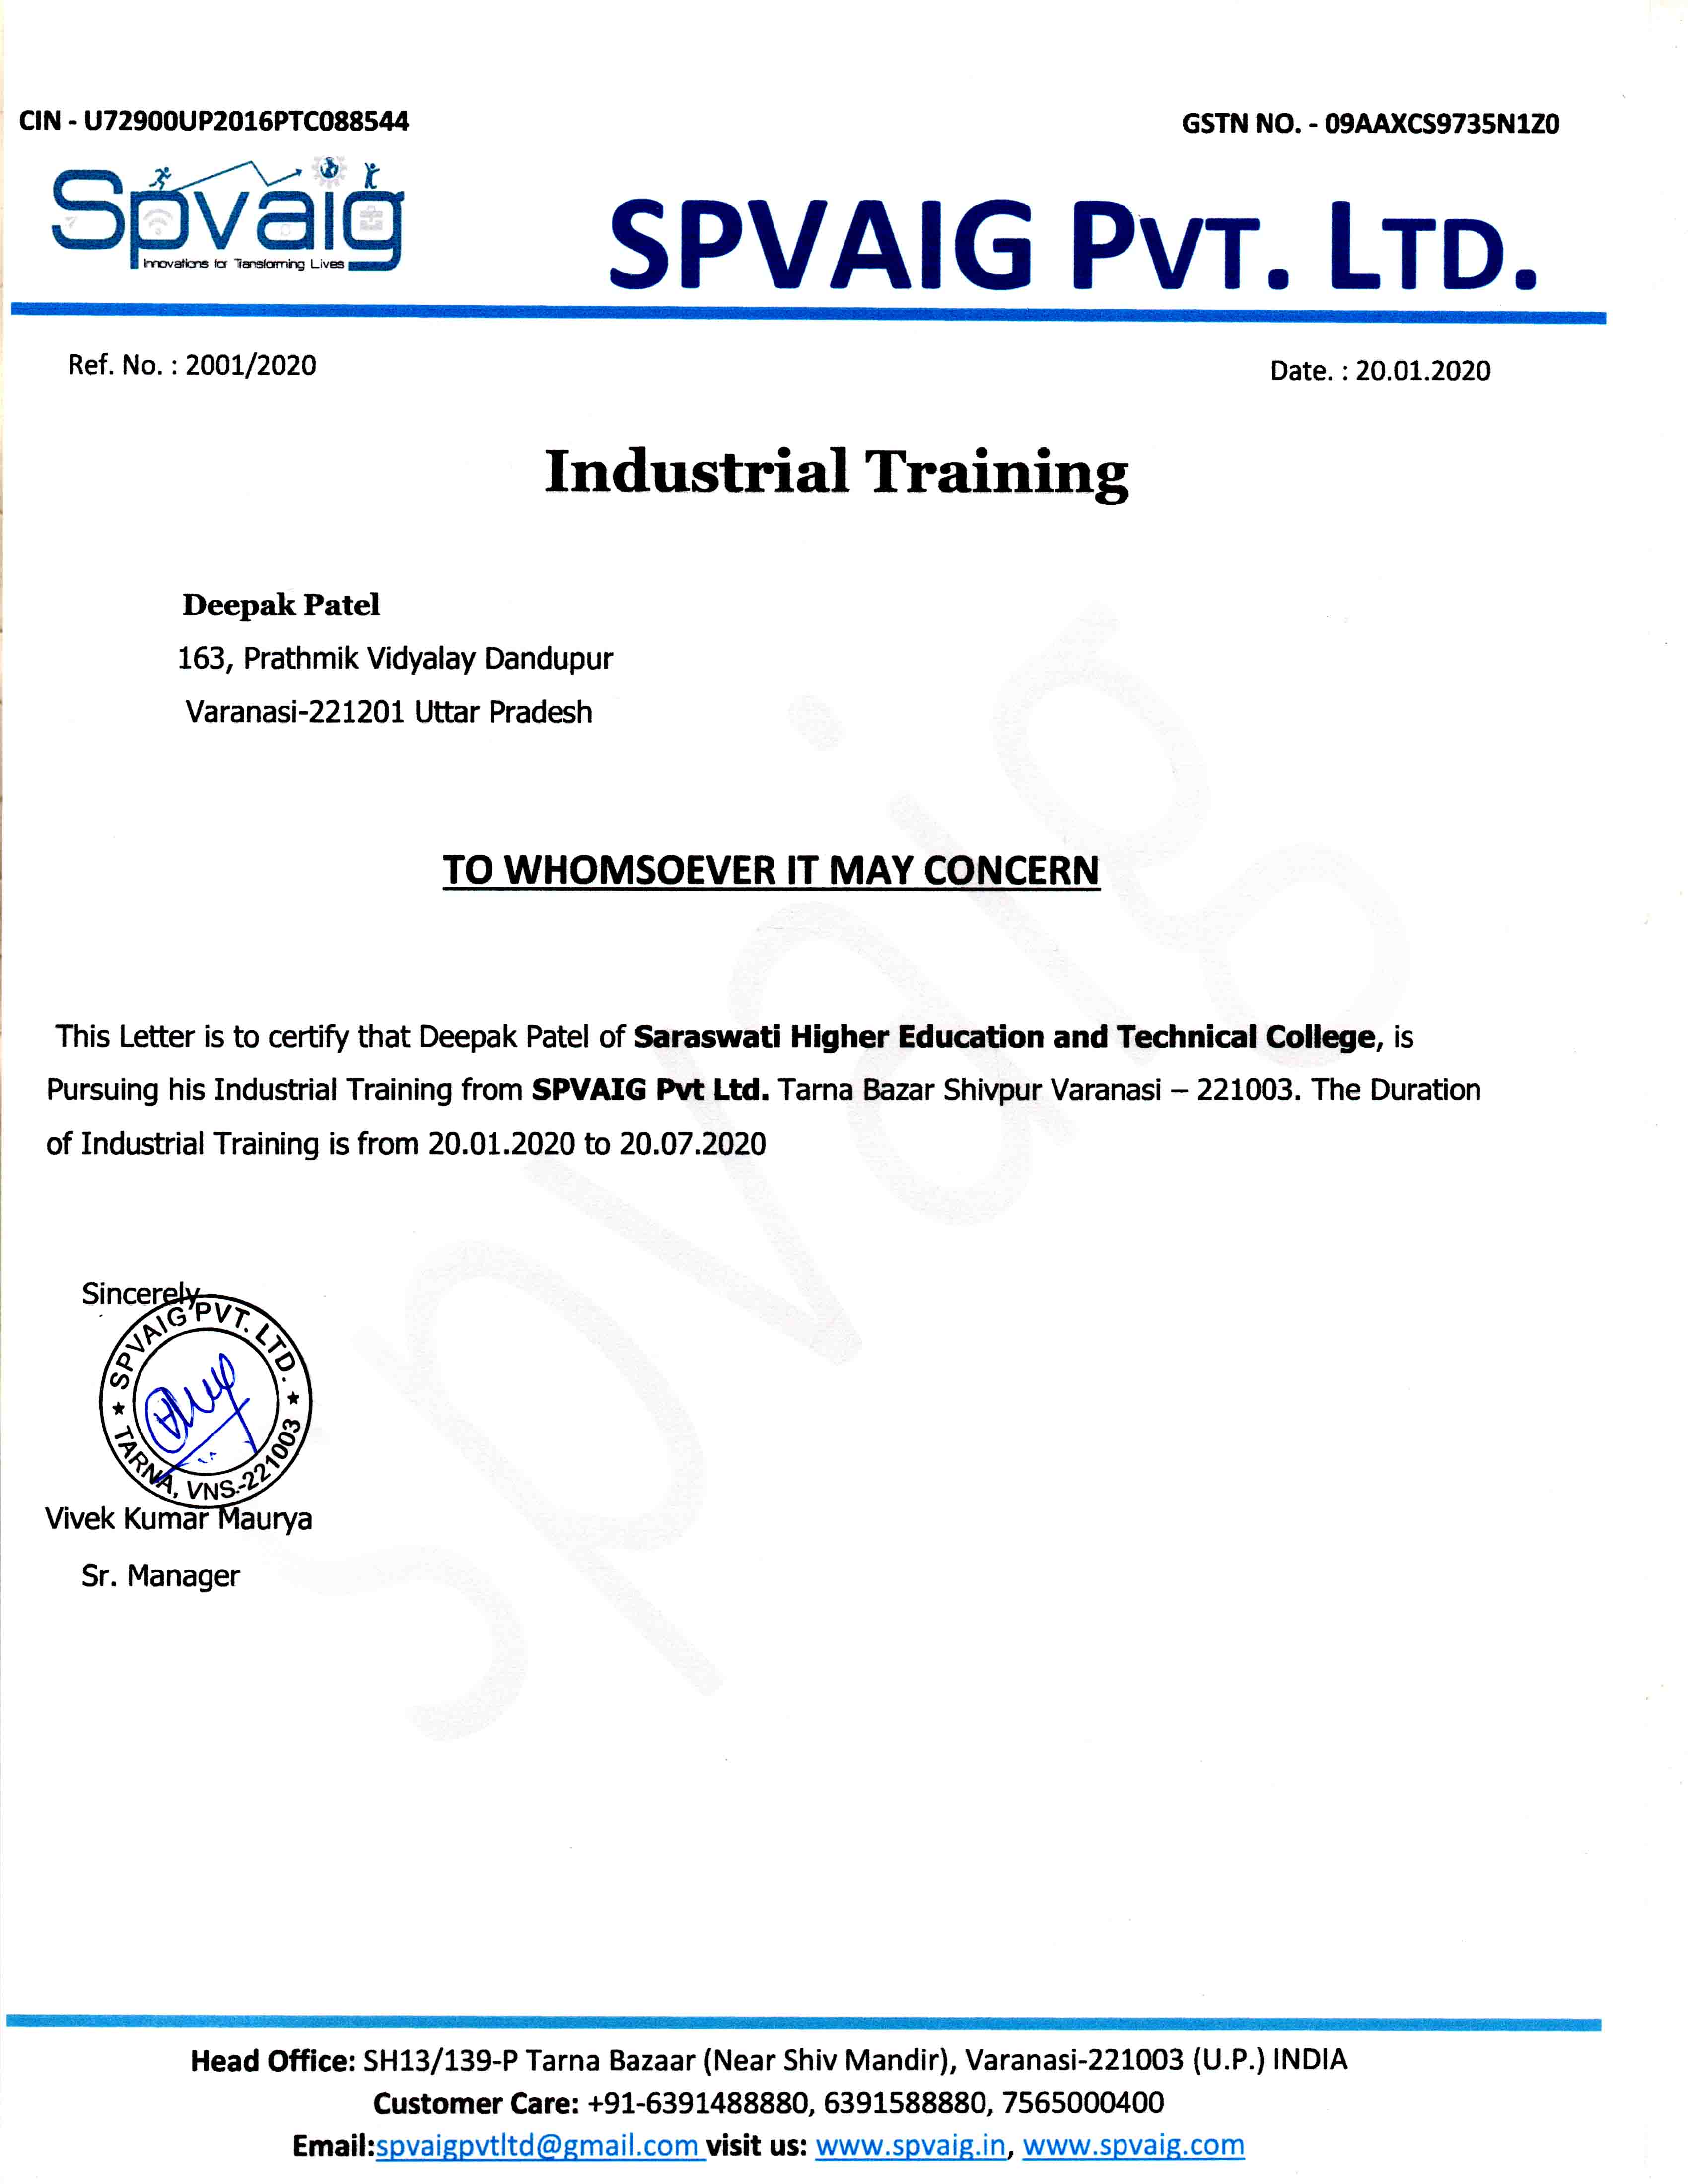 CIN - U72900UP2016PTC088544
GSTN NO. - 09AAXCS9735N1Z0
Spvaig
Innovations for Transforming Lives
SPVAIG PVT. LTD.
Ref. No. : 2001/2020
Date. : 20.01.2020
Industrial Training
Deepak Patel
163, Prathmik Vidyalay Dandupur
Varanasi-221201 Uttar Pradesh
TO WHOMSOEVER IT MAY CONCERN
This Letter is to certify that Deepak Patel of Saraswati Higher Education and Technical College, is
Pursuing his Industrial Training from SPVAIG Pvt Ltd. Tarna Bazar Shivpur Varanasi – 221003. The Duration
of Industrial Training is from 20.01.2020 to 20.07.2020
Spvaig
Sincerely
SPVAIG PVT. LTD.
★ TARNA, VNS.-221003 ★
Vivek Kumar Maurya
Sr. Manager
Head Office: SH13/139-P Tarna Bazaar (Near Shiv Mandir), Varanasi-221003 (U.P.) INDIA
Customer Care: +91-6391488880, 6391588880, 7565000400
Email:spvaigpvtltd@gmail.com visit us: www.spvaig.in, www.spvaig.com